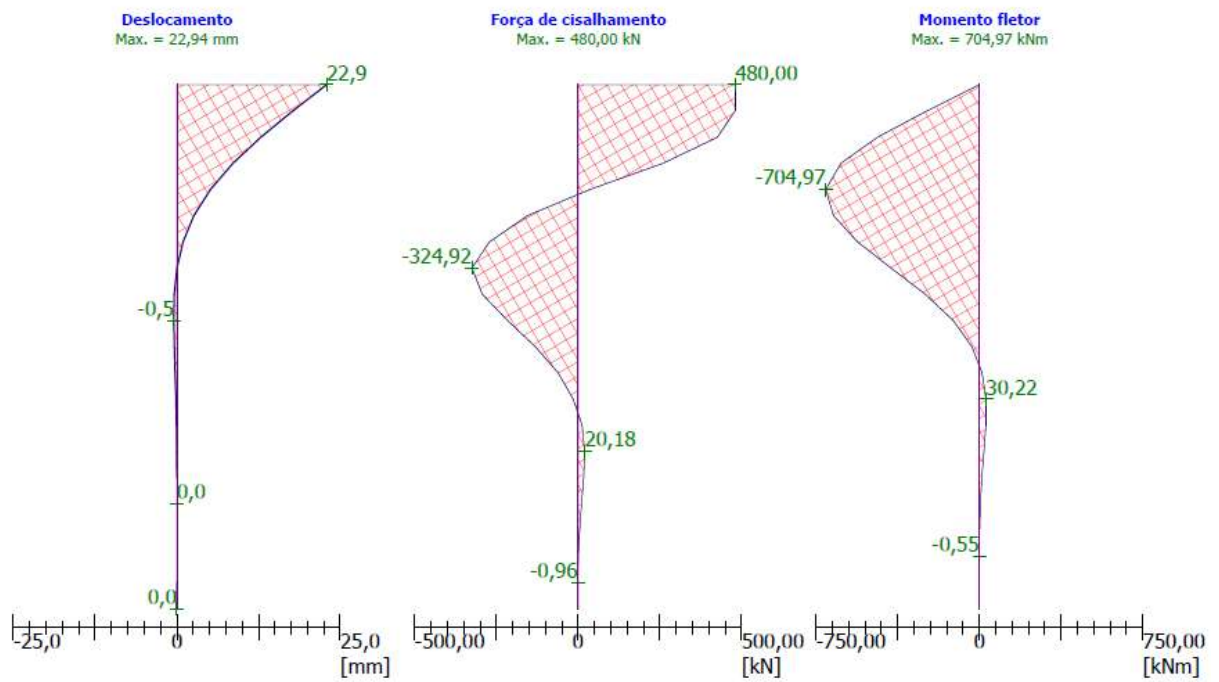 Deslocamento
Max. = 22,94 mm
22,9
-0,5
0,0
0,0
-25,0 0 25,0
[mm]
Força de cisalhamento
Max. = 480,00 kN
480,00
-324,92
20,18
-0,96
-500,00 0 500,00
[kN]
Momento fletor
Max. = 704,97 kNm
-704,97
30,22
-0,55
-750,00 0 750,00
[kNm]